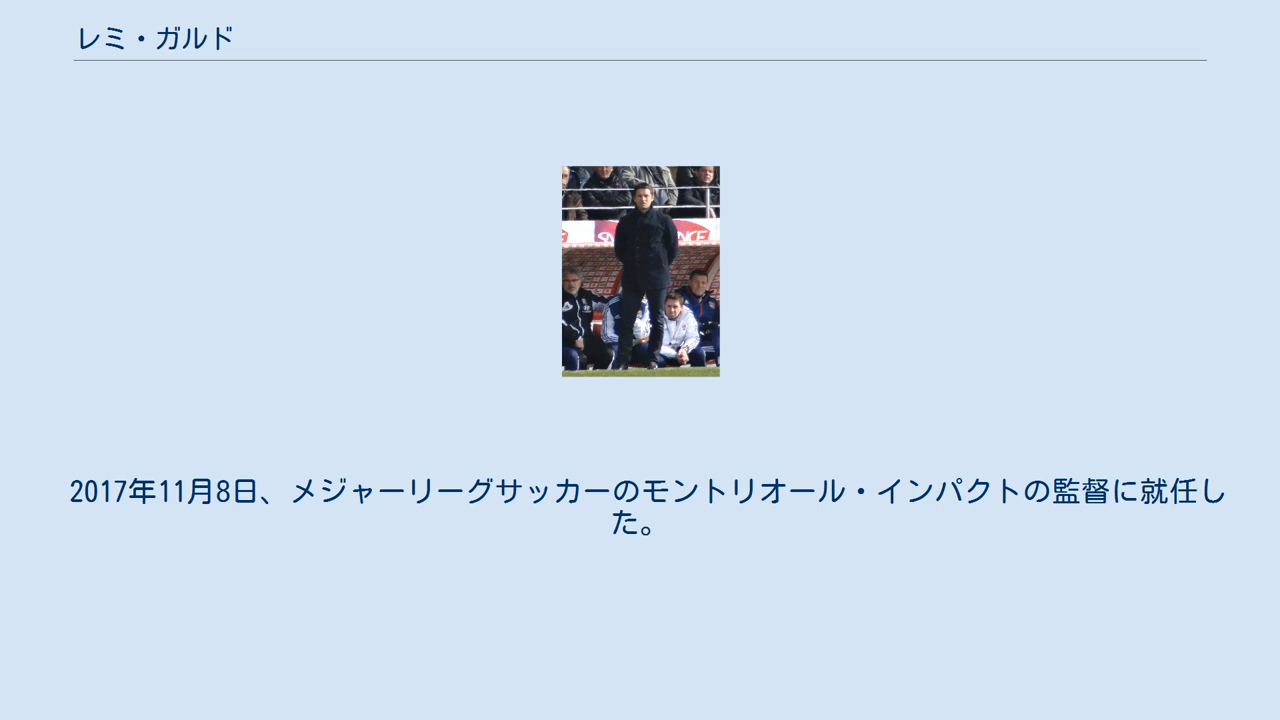 レミ・ガルド
2017年11月8日、メジャーリーグサッカーのモントリオール・インパクトの監督に就任し
た。